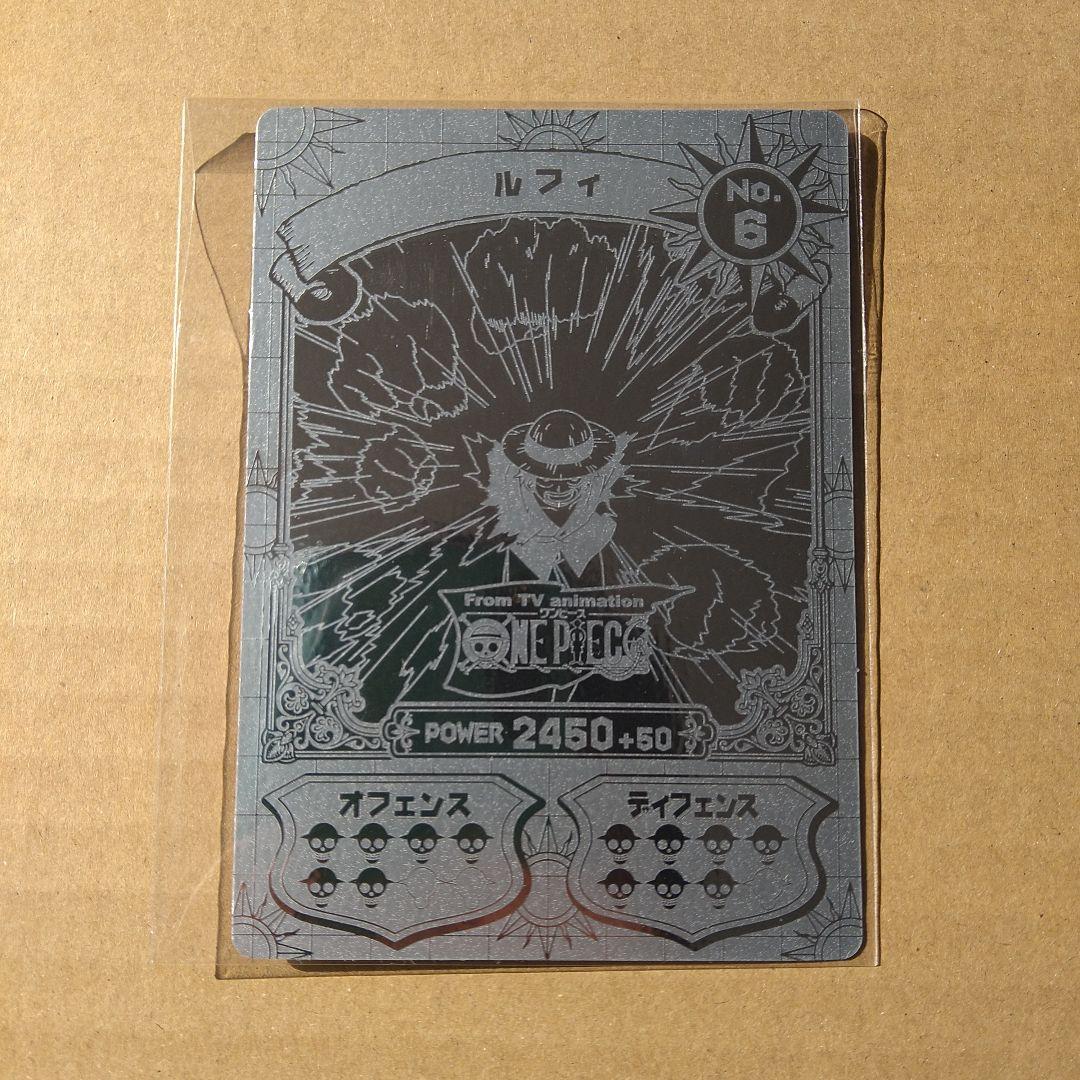 ルフィ
No.
6
From TV animation
ワンピース
ONE PIECE
POWER 2450+50
オフェンス
ディフェンス